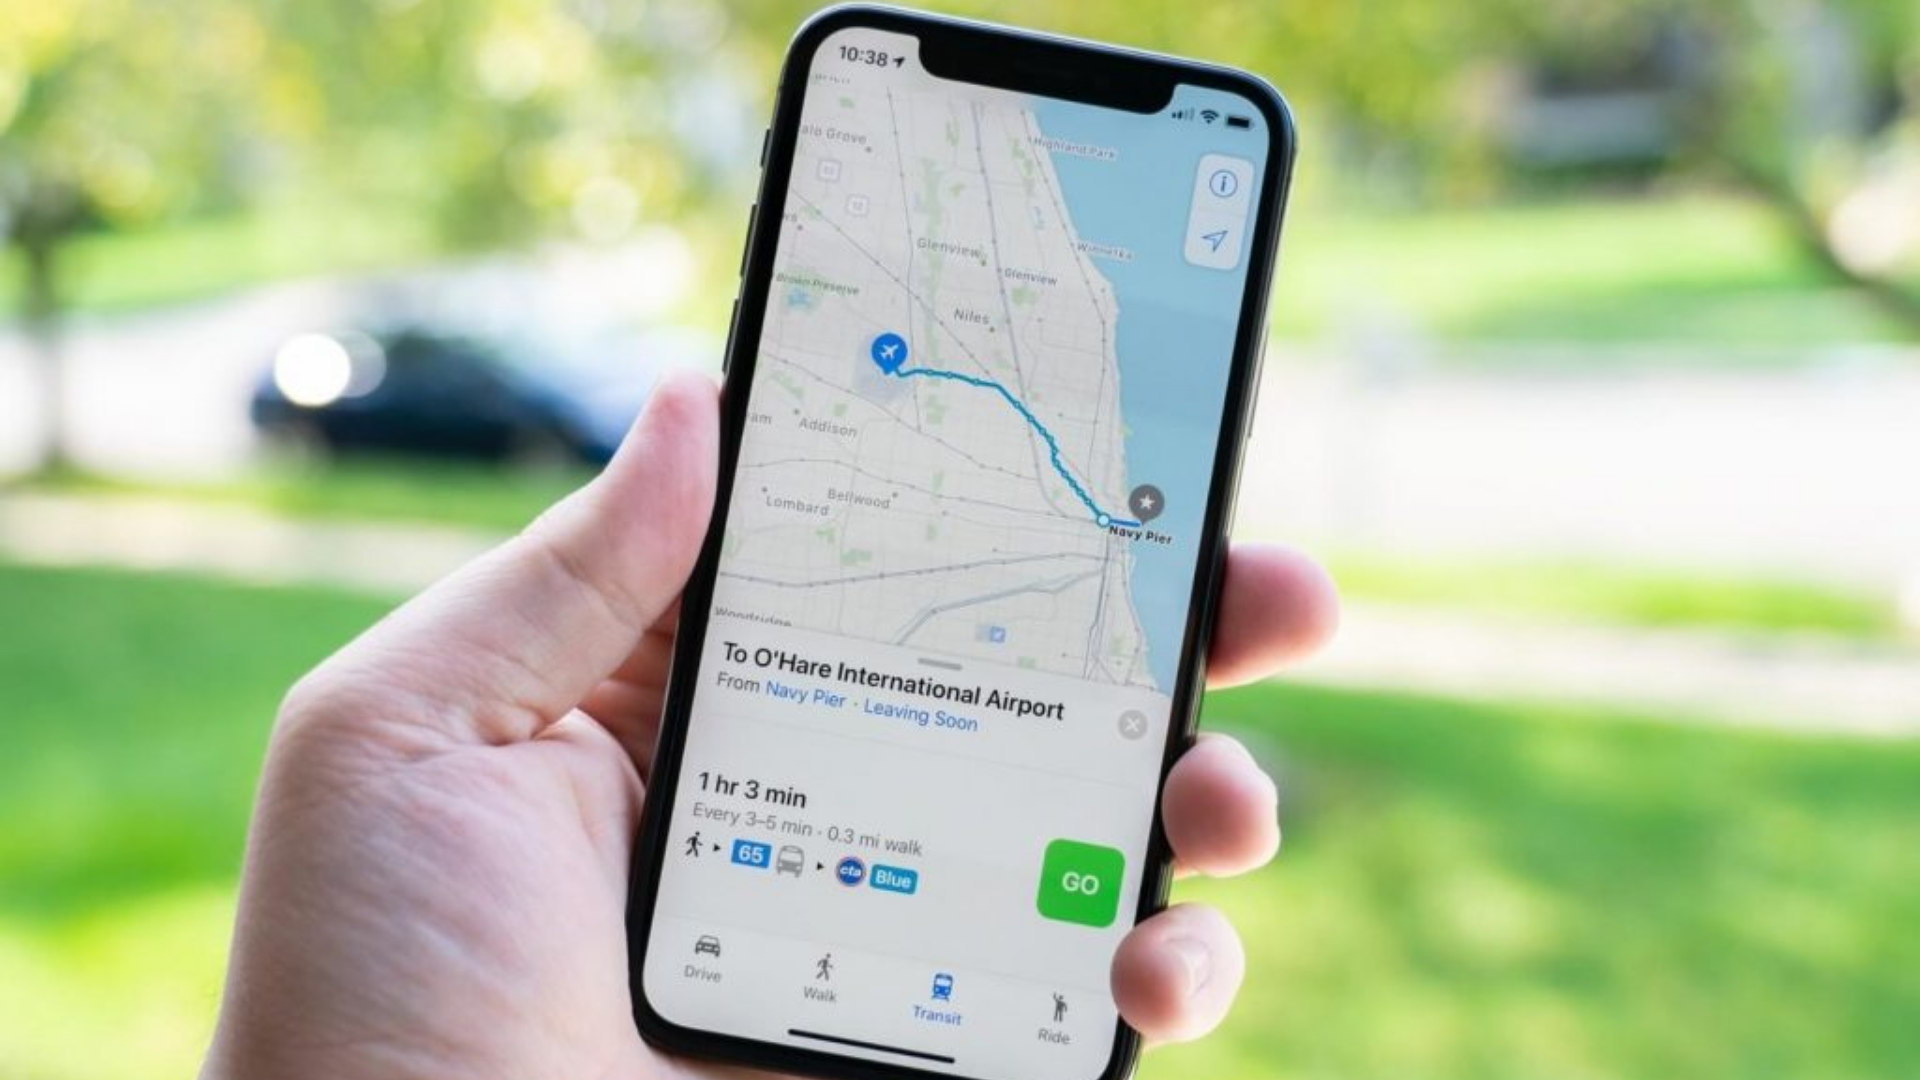 10:38
alo Grove
Highland Park
Winnetka
Glenview
Glenview
Brown Preserve
Niles
am
Addison
Bellwood
Lombard
Navy Pier
Woodridge
To O'Hare International Airport
From Navy Pier · Leaving Soon
1 hr 3 min
Every 3–5 min · 0.3 mi walk
65 cta Blue
GO
Drive Walk Transit Ride